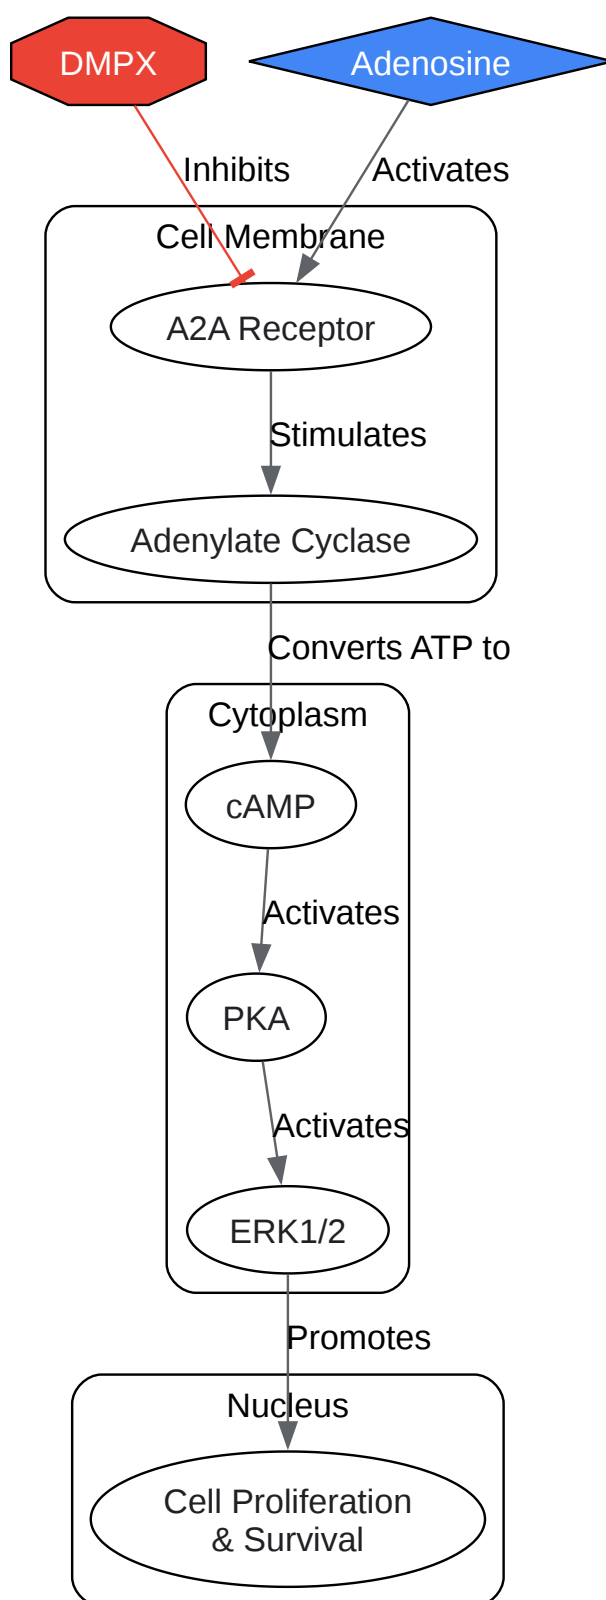 DMPX
Adenosine
Inhibits
Activates
Cell Membrane
A2A Receptor
Stimulates
Adenylate Cyclase
Converts ATP to
Cytoplasm
cAMP
Activates
PKA
Activates
ERK1/2
Promotes
Nucleus
Cell Proliferation
& Survival